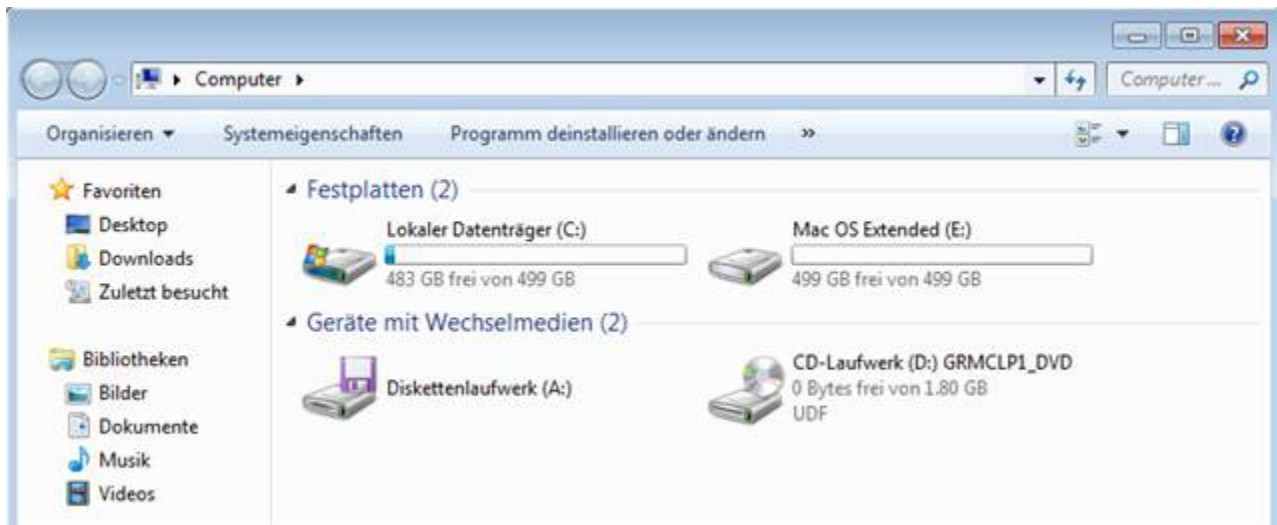 Computer
Computer...
Organisieren
Systemeigenschaften
Programm deinstallieren oder ändern
»
Favoriten
Desktop
Downloads
Zuletzt besucht
Bibliotheken
Bilder
Dokumente
Musik
Videos
Festplatten (2)
Lokaler Datenträger (C:)
483 GB frei von 499 GB
Mac OS Extended (E:)
499 GB frei von 499 GB
Geräte mit Wechselmedien (2)
Diskettenlaufwerk (A:)
CD-Laufwerk (D:) GRMCLP1_DVD
0 Bytes frei von 1.80 GB
UDF